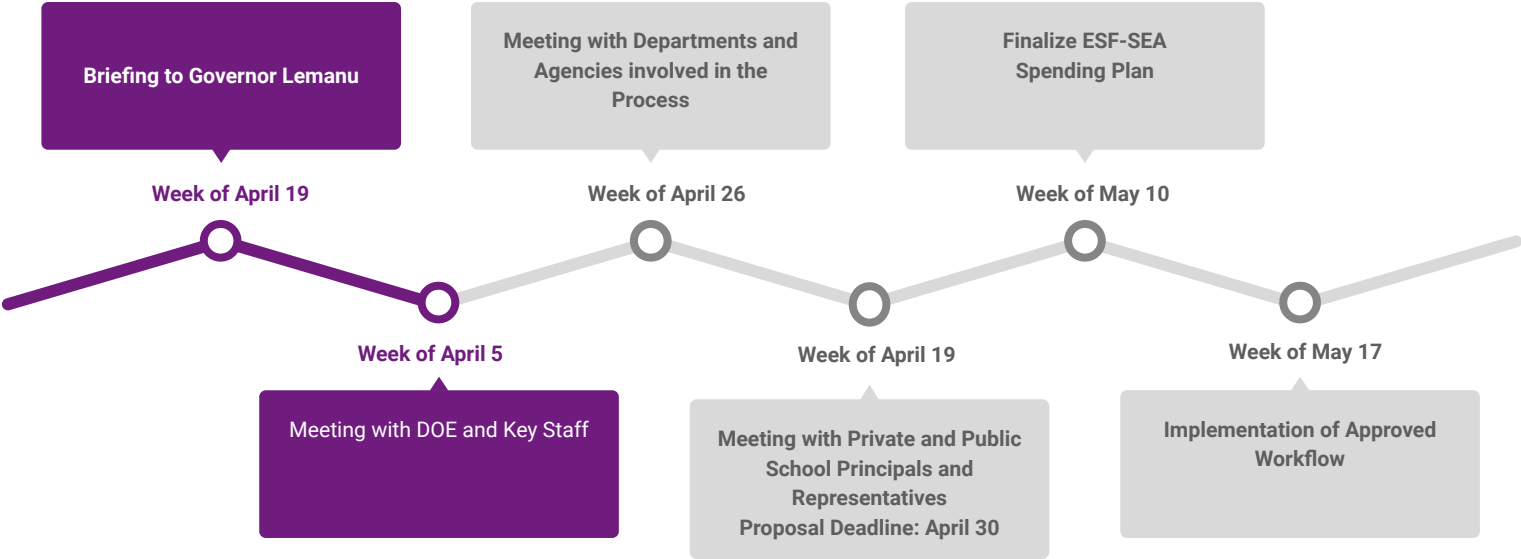 Briefing to Governor Lemanu
Week of April 19
Week of April 5
Meeting with DOE and Key Staff
Meeting with Departments and
Agencies involved in the
Process
Week of April 26
Week of April 19
Meeting with Private and Public
School Principals and
Representatives
Proposal Deadline: April 30
Finalize ESF-SEA
Spending Plan
Week of May 10
Week of May 17
Implementation of Approved
Workflow